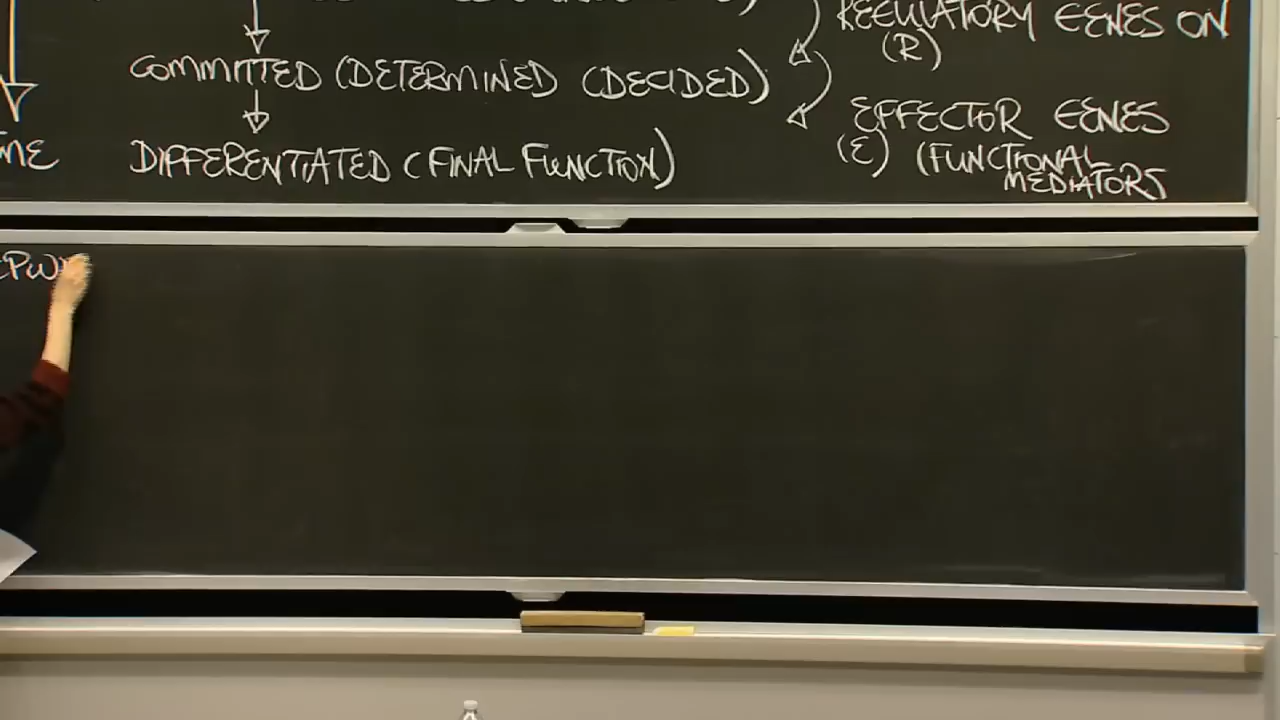 REGULATORY GENES ON
(R)
COMMITTED (DETERMINED (DECIDED)
EFFECTOR GENES
(E) (FUNCTIONAL
MEDIATORS
DIFFERENTIATED (FINAL FUNCTION)